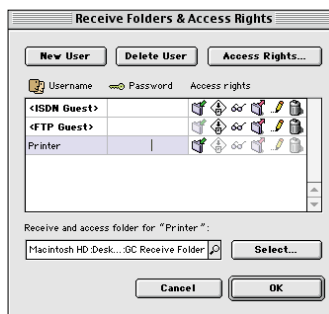 Receive Folders & Access Rights
New User Delete User Access Rights...
Username Password Access rights
<ISDN Guest>
<FTP Guest>
Printer
Receive and access folder for "Printer":
Macintosh HD:Desk...:GC Receive Folder Select...
Cancel OK